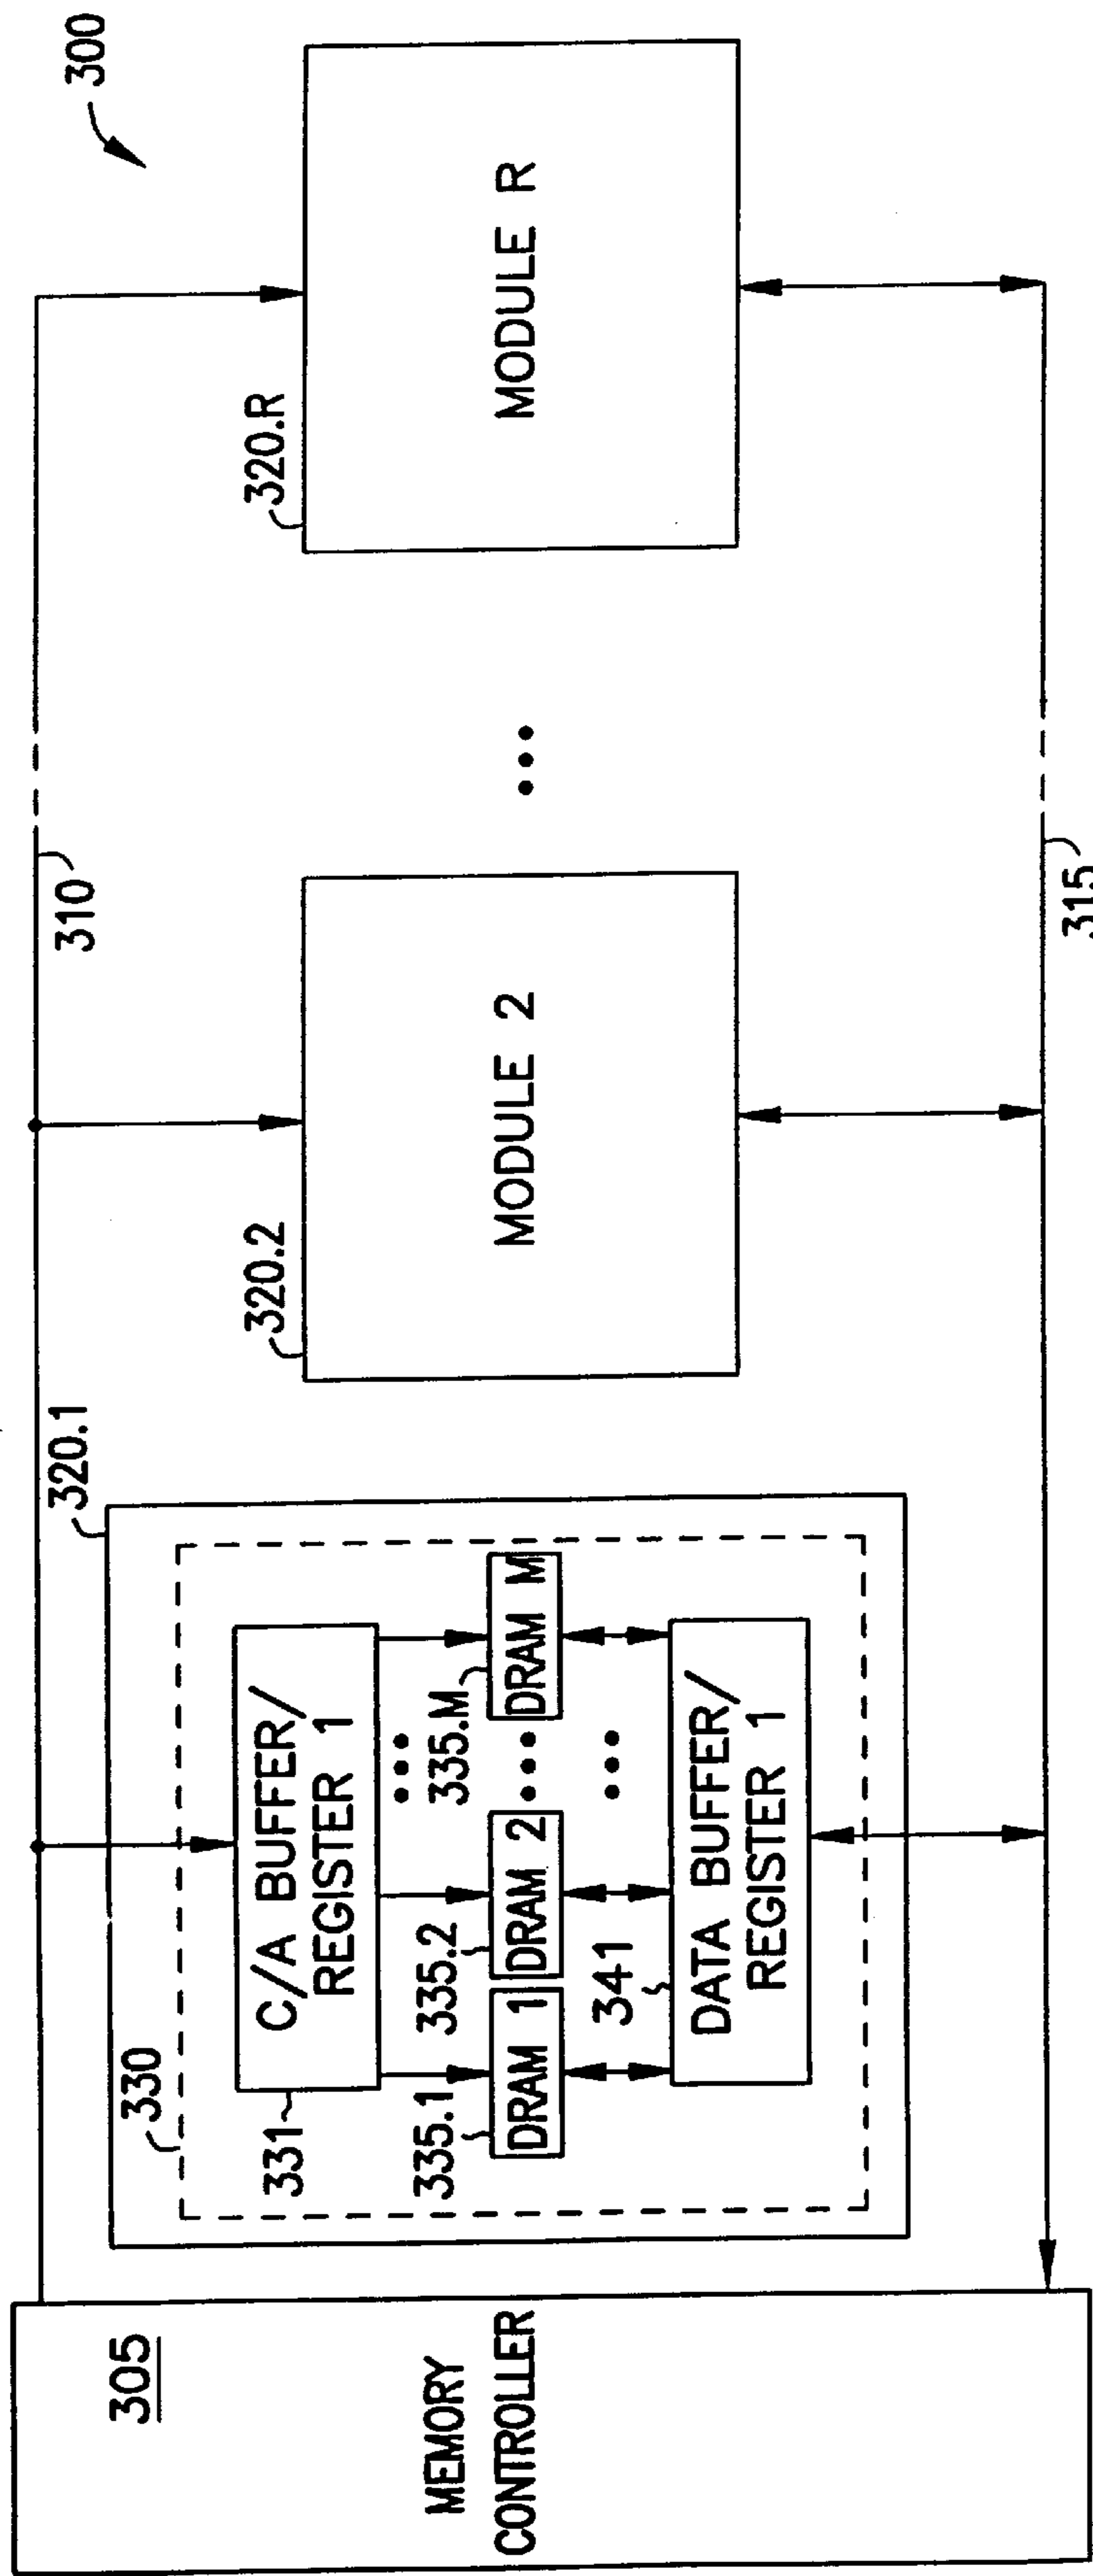 300
310
320.1
320.2
320.R
330
305
MEMORY
CONTROLLER
C/A BUFFER/
REGISTER 1
331
335.1
335.2
335.M
DRAM 1
DRAM 2
DRAM M
341
DATA BUFFER/
REGISTER 1
MODULE 2
MODULE R
315